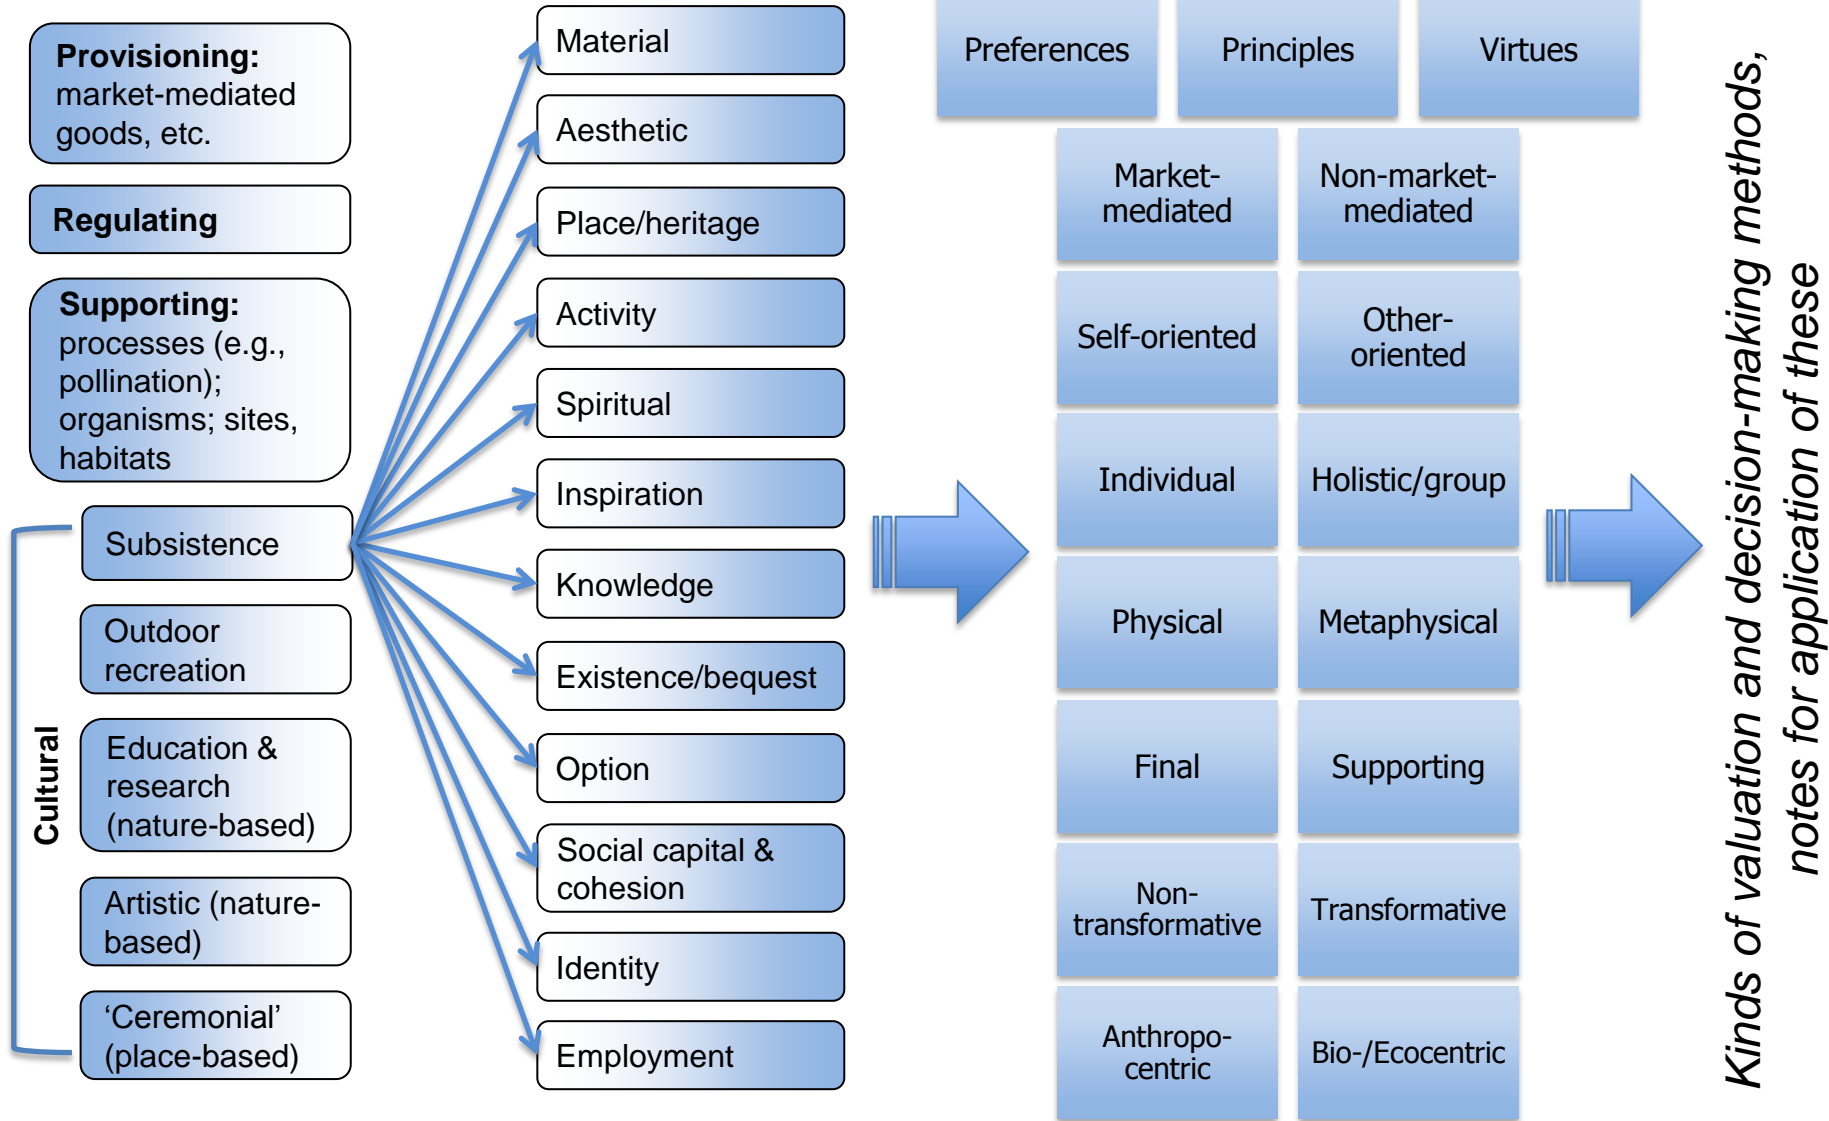 Provisioning:
market-mediated
goods, etc.
Regulating
Supporting:
processes (e.g.,
pollination);
organisms; sites,
habitats
Cultural
Subsistence
Outdoor
recreation
Education &
research
(nature-based)
Artistic (nature-
based)
‘Ceremonial’
(place-based)
Material
Aesthetic
Place/heritage
Activity
Spiritual
Inspiration
Knowledge
Existence/bequest
Option
Social capital &
cohesion
Identity
Employment
Preferences
Principles
Virtues
Market-
mediated
Non-market-
mediated
Self-oriented
Other-
oriented
Individual
Holistic/group
Physical
Metaphysical
Final
Supporting
Non-
transformative
Transformative
Anthropo-
centric
Bio-/Ecocentric
Kinds of valuation and decision-making methods,
notes for application of these